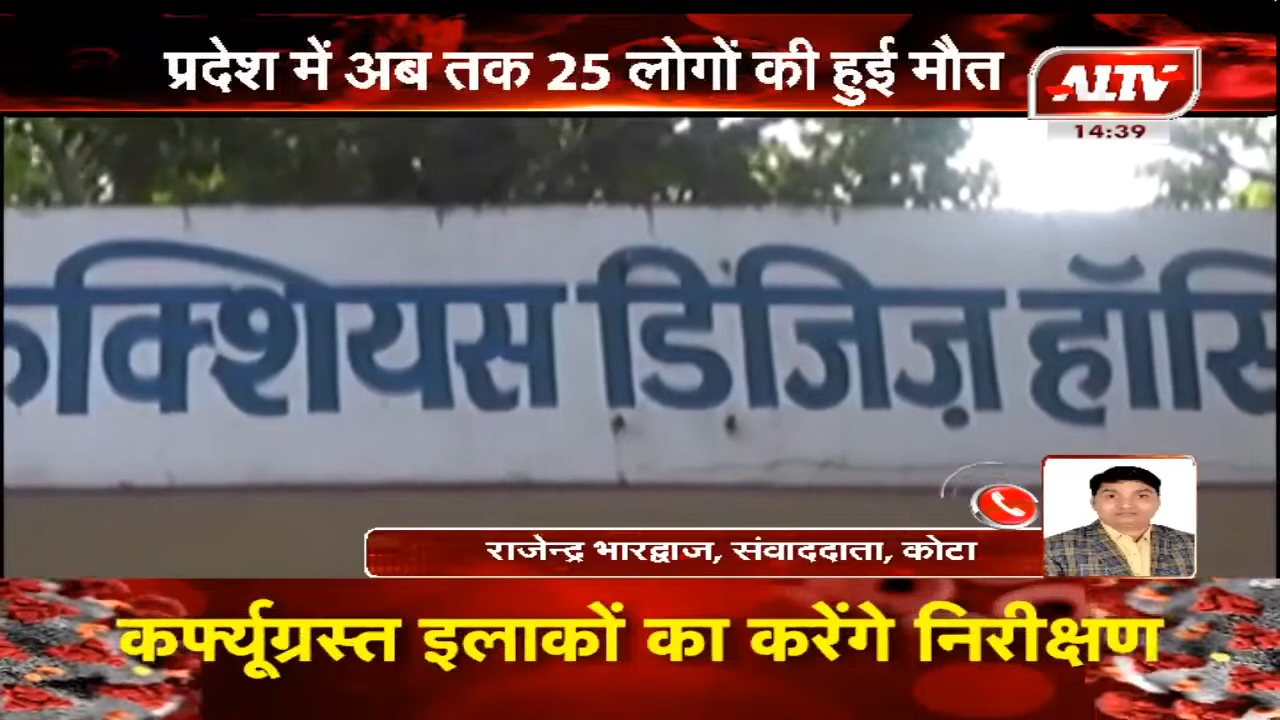 प्रदेश में अब तक 25 लोगों की हुई मौत
ALTV
14:39
क्शियस डिजिज़ हॉस्
राजेन्द्र भारद्वाज, संवाददाता, कोटा
कर्फ्यूग्रस्त इलाकों का करेंगे निरीक्षण